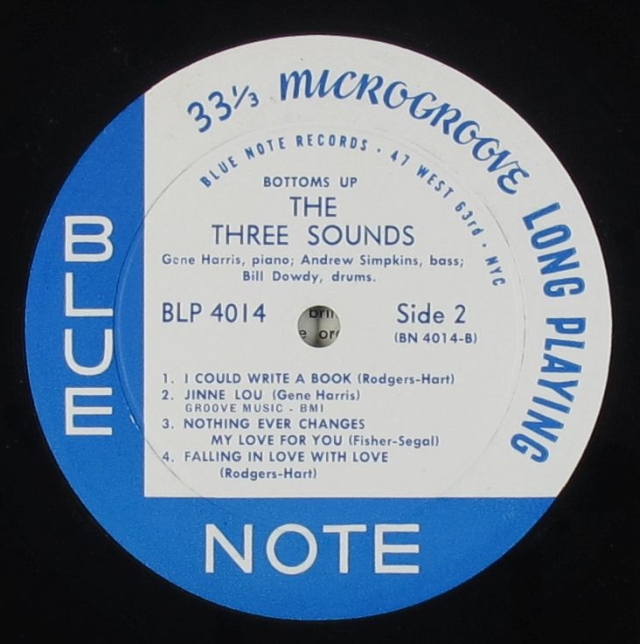 33 1/3 MICROGROOVE LONG PLAYING
BLUE NOTE RECORDS · 47 WEST 63rd · NYC
BOTTOMS UP
THE
THREE SOUNDS
Gene Harris, piano; Andrew Simpkins, bass;
Bill Dowdy, drums.
BLP 4014
Side 2
(BN 4014-B)
1. I COULD WRITE A BOOK (Rodgers-Hart)
2. JINNE LOU (Gene Harris)
GROOVE MUSIC - BMI
3. NOTHING EVER CHANGES
MY LOVE FOR YOU (Fisher-Segal)
4. FALLING IN LOVE WITH LOVE
(Rodgers-Hart)
BLUE
NOTE